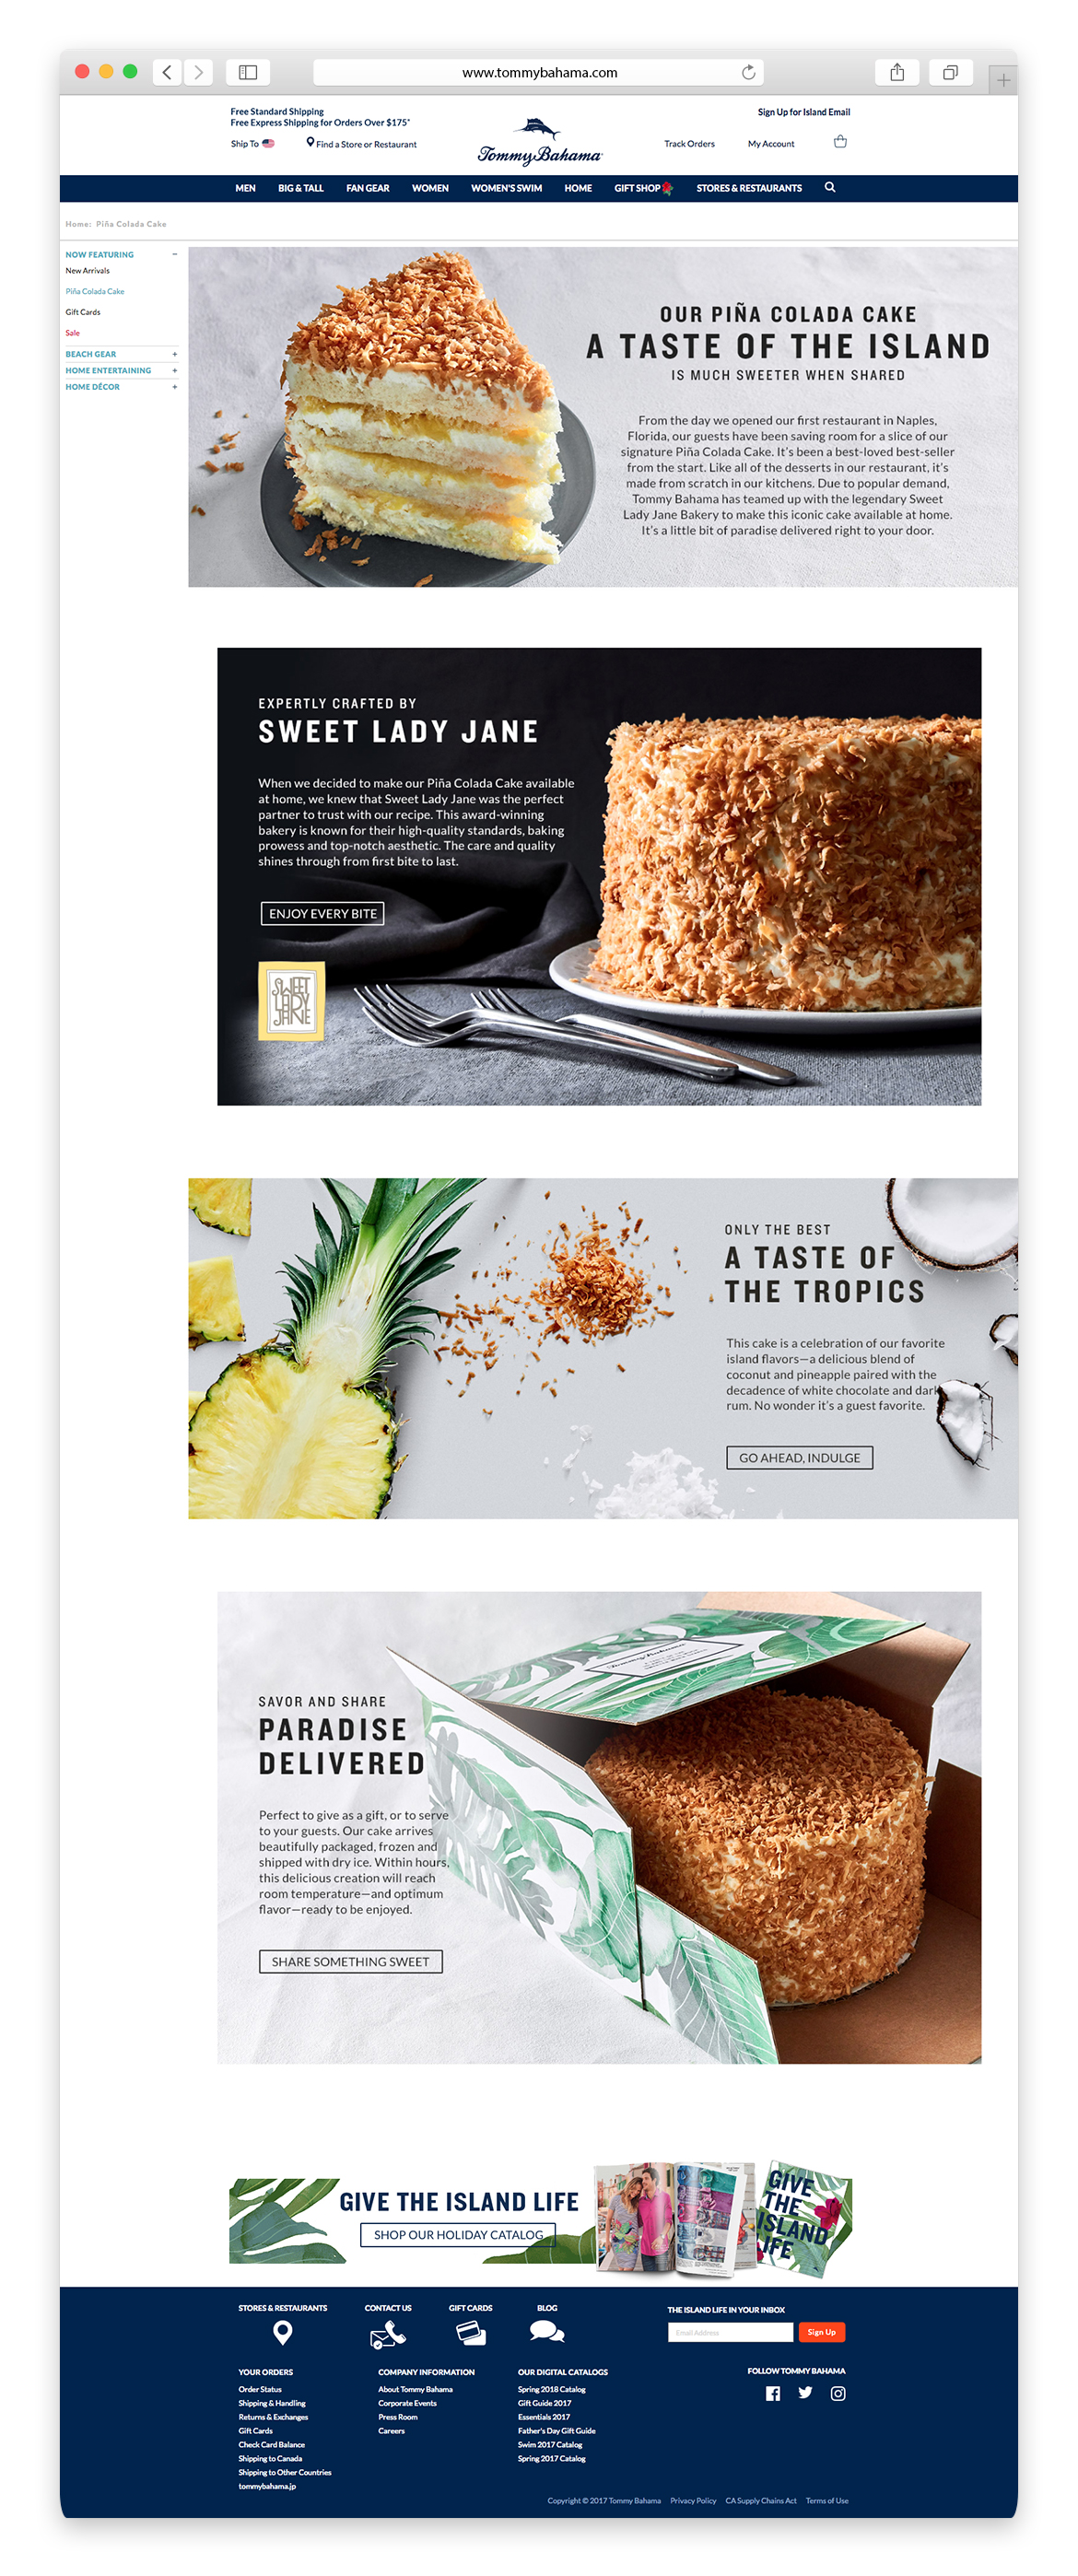 www.tommybahama.com
Free Standard Shipping
Free Express Shipping for Orders Over $175*
Sign Up for Island Email
Ship To
Find a Store or Restaurant
Tommy Bahama
Track Orders
My Account
MEN BIG & TALL FAN GEAR WOMEN WOMEN'S SWIM HOME GIFT SHOP STORES & RESTAURANTS
Home: Piña Colada Cake
NOW FEATURING −
New Arrivals
Piña Colada Cake
Gift Cards
Sale
BEACH GEAR +
HOME ENTERTAINING +
HOME DÉCOR +
OUR PIÑA COLADA CAKE
A TASTE OF THE ISLAND
IS MUCH SWEETER WHEN SHARED
From the day we opened our first restaurant in Naples,
Florida, our guests have been saving room for a slice of our
signature Piña Colada Cake. It's been a best-loved best-seller
from the start. Like all of the desserts in our restaurant, it's
made from scratch in our kitchens. Due to popular demand,
Tommy Bahama has teamed up with the legendary Sweet
Lady Jane Bakery to make this iconic cake available at home.
It's a little bit of paradise delivered right to your door.
EXPERTLY CRAFTED BY
SWEET LADY JANE
When we decided to make our Piña Colada Cake available
at home, we knew that Sweet Lady Jane was the perfect
partner to trust with our recipe. This award-winning
bakery is known for their high-quality standards, baking
prowess and top-notch aesthetic. The care and quality
shines through from first bite to last.
ENJOY EVERY BITE
SWEET
LADY
JANE
ONLY THE BEST
A TASTE OF
THE TROPICS
This cake is a celebration of our favorite
island flavors—a delicious blend of
coconut and pineapple paired with the
decadence of white chocolate and dark
rum. No wonder it's a guest favorite.
GO AHEAD, INDULGE
Tommy Bahama
SAVOR AND SHARE
PARADISE
DELIVERED
Perfect to give as a gift, or to serve
to your guests. Our cake arrives
beautifully packaged, frozen and
shipped with dry ice. Within hours,
this delicious creation will reach
room temperature—and optimum
flavor—ready to be enjoyed.
SHARE SOMETHING SWEET
GIVE THE ISLAND LIFE
SHOP OUR HOLIDAY CATALOG
GIVE
THE
ISLAND
LIFE
STORES & RESTAURANTS
CONTACT US
GIFT CARDS
BLOG
THE ISLAND LIFE IN YOUR INBOX
Email Address
Sign Up
YOUR ORDERS
Order Status
Shipping & Handling
Returns & Exchanges
Gift Cards
Check Card Balance
Shipping to Canada
Shipping to Other Countries
tommybahama.jp
COMPANY INFORMATION
About Tommy Bahama
Corporate Events
Press Room
Careers
OUR DIGITAL CATALOGS
Spring 2018 Catalog
Gift Guide 2017
Essentials 2017
Father's Day Gift Guide
Swim 2017 Catalog
Spring 2017 Catalog
FOLLOW TOMMY BAHAMA
Copyright © 2017 Tommy Bahama Privacy Policy CA Supply Chains Act Terms of Use